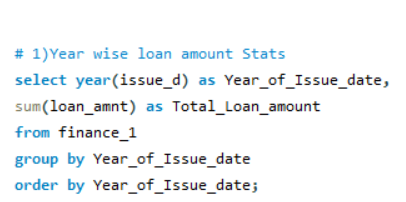 # 1)Year wise loan amount Stats
select year(issue_d) as Year_of_Issue_date,
sum(loan_amnt) as Total_Loan_amount
from finance_1
group by Year_of_Issue_date
order by Year_of_Issue_date;